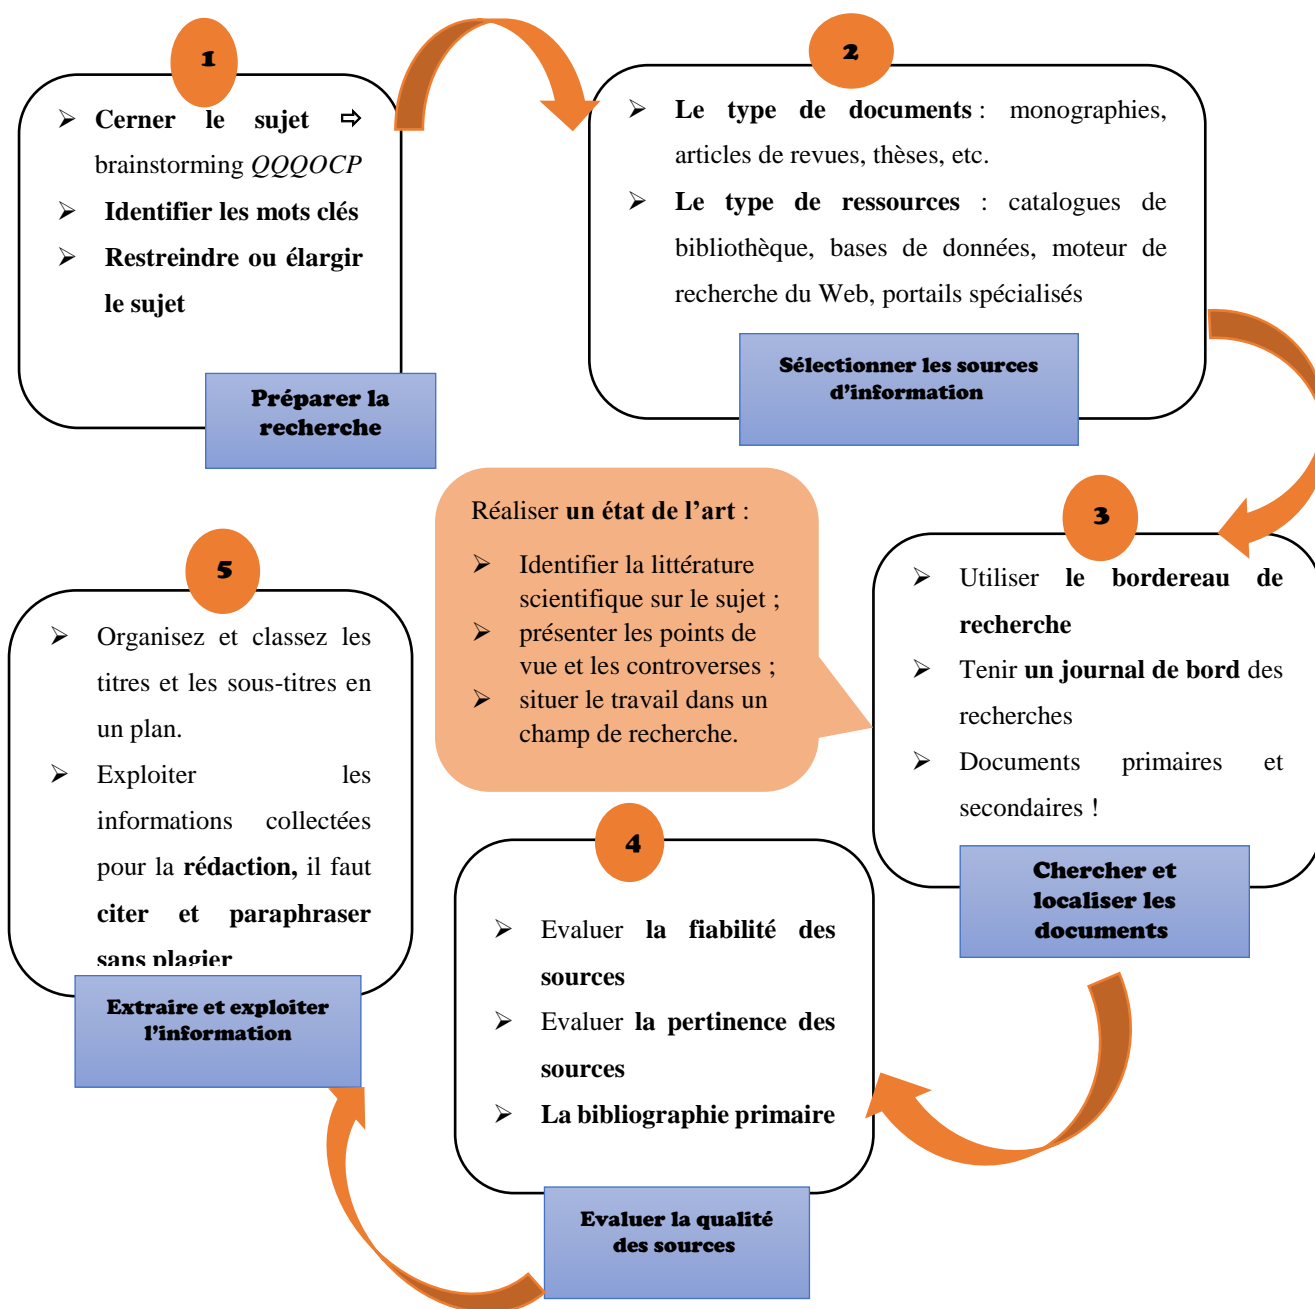 1
Cerner le sujet ⇨
brainstorming QQQOCP
Identifier les mots clés
Restreindre ou élargir
le sujet
Préparer la
recherche
2
Le type de documents : monographies,
articles de revues, thèses, etc.
Le type de ressources : catalogues de
bibliothèque, bases de données, moteur de
recherche du Web, portails spécialisés
Sélectionner les sources
d'information
Réaliser un état de l'art :
Identifier la littérature
scientifique sur le sujet ;
présenter les points de
vue et les controverses ;
situer le travail dans un
champ de recherche.
3
Utiliser le bordereau de
recherche
Tenir un journal de bord des
recherches
Documents primaires et
secondaires !
Chercher et
localiser les
documents
4
Evaluer la fiabilité des
sources
Evaluer la pertinence des
sources
La bibliographie primaire
Evaluer la qualité
des sources
5
Organisez et classez les
titres et les sous-titres en
un plan.
Exploiter les
informations collectées
pour la rédaction, il faut
citer et paraphraser
sans plagier
Extraire et exploiter
l'information